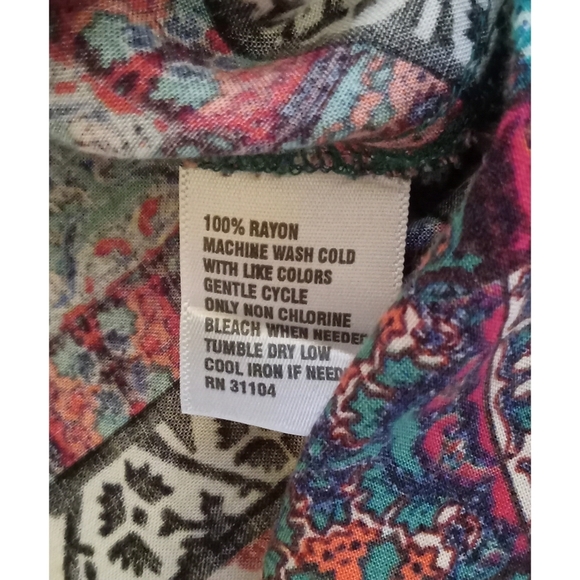 100% RAYON
MACHINE WASH COLD
WITH LIKE COLORS
GENTLE CYCLE
ONLY NON CHLORINE
BLEACH WHEN NEEDED
TUMBLE DRY LOW
COOL IRON IF NEED
RN 31104